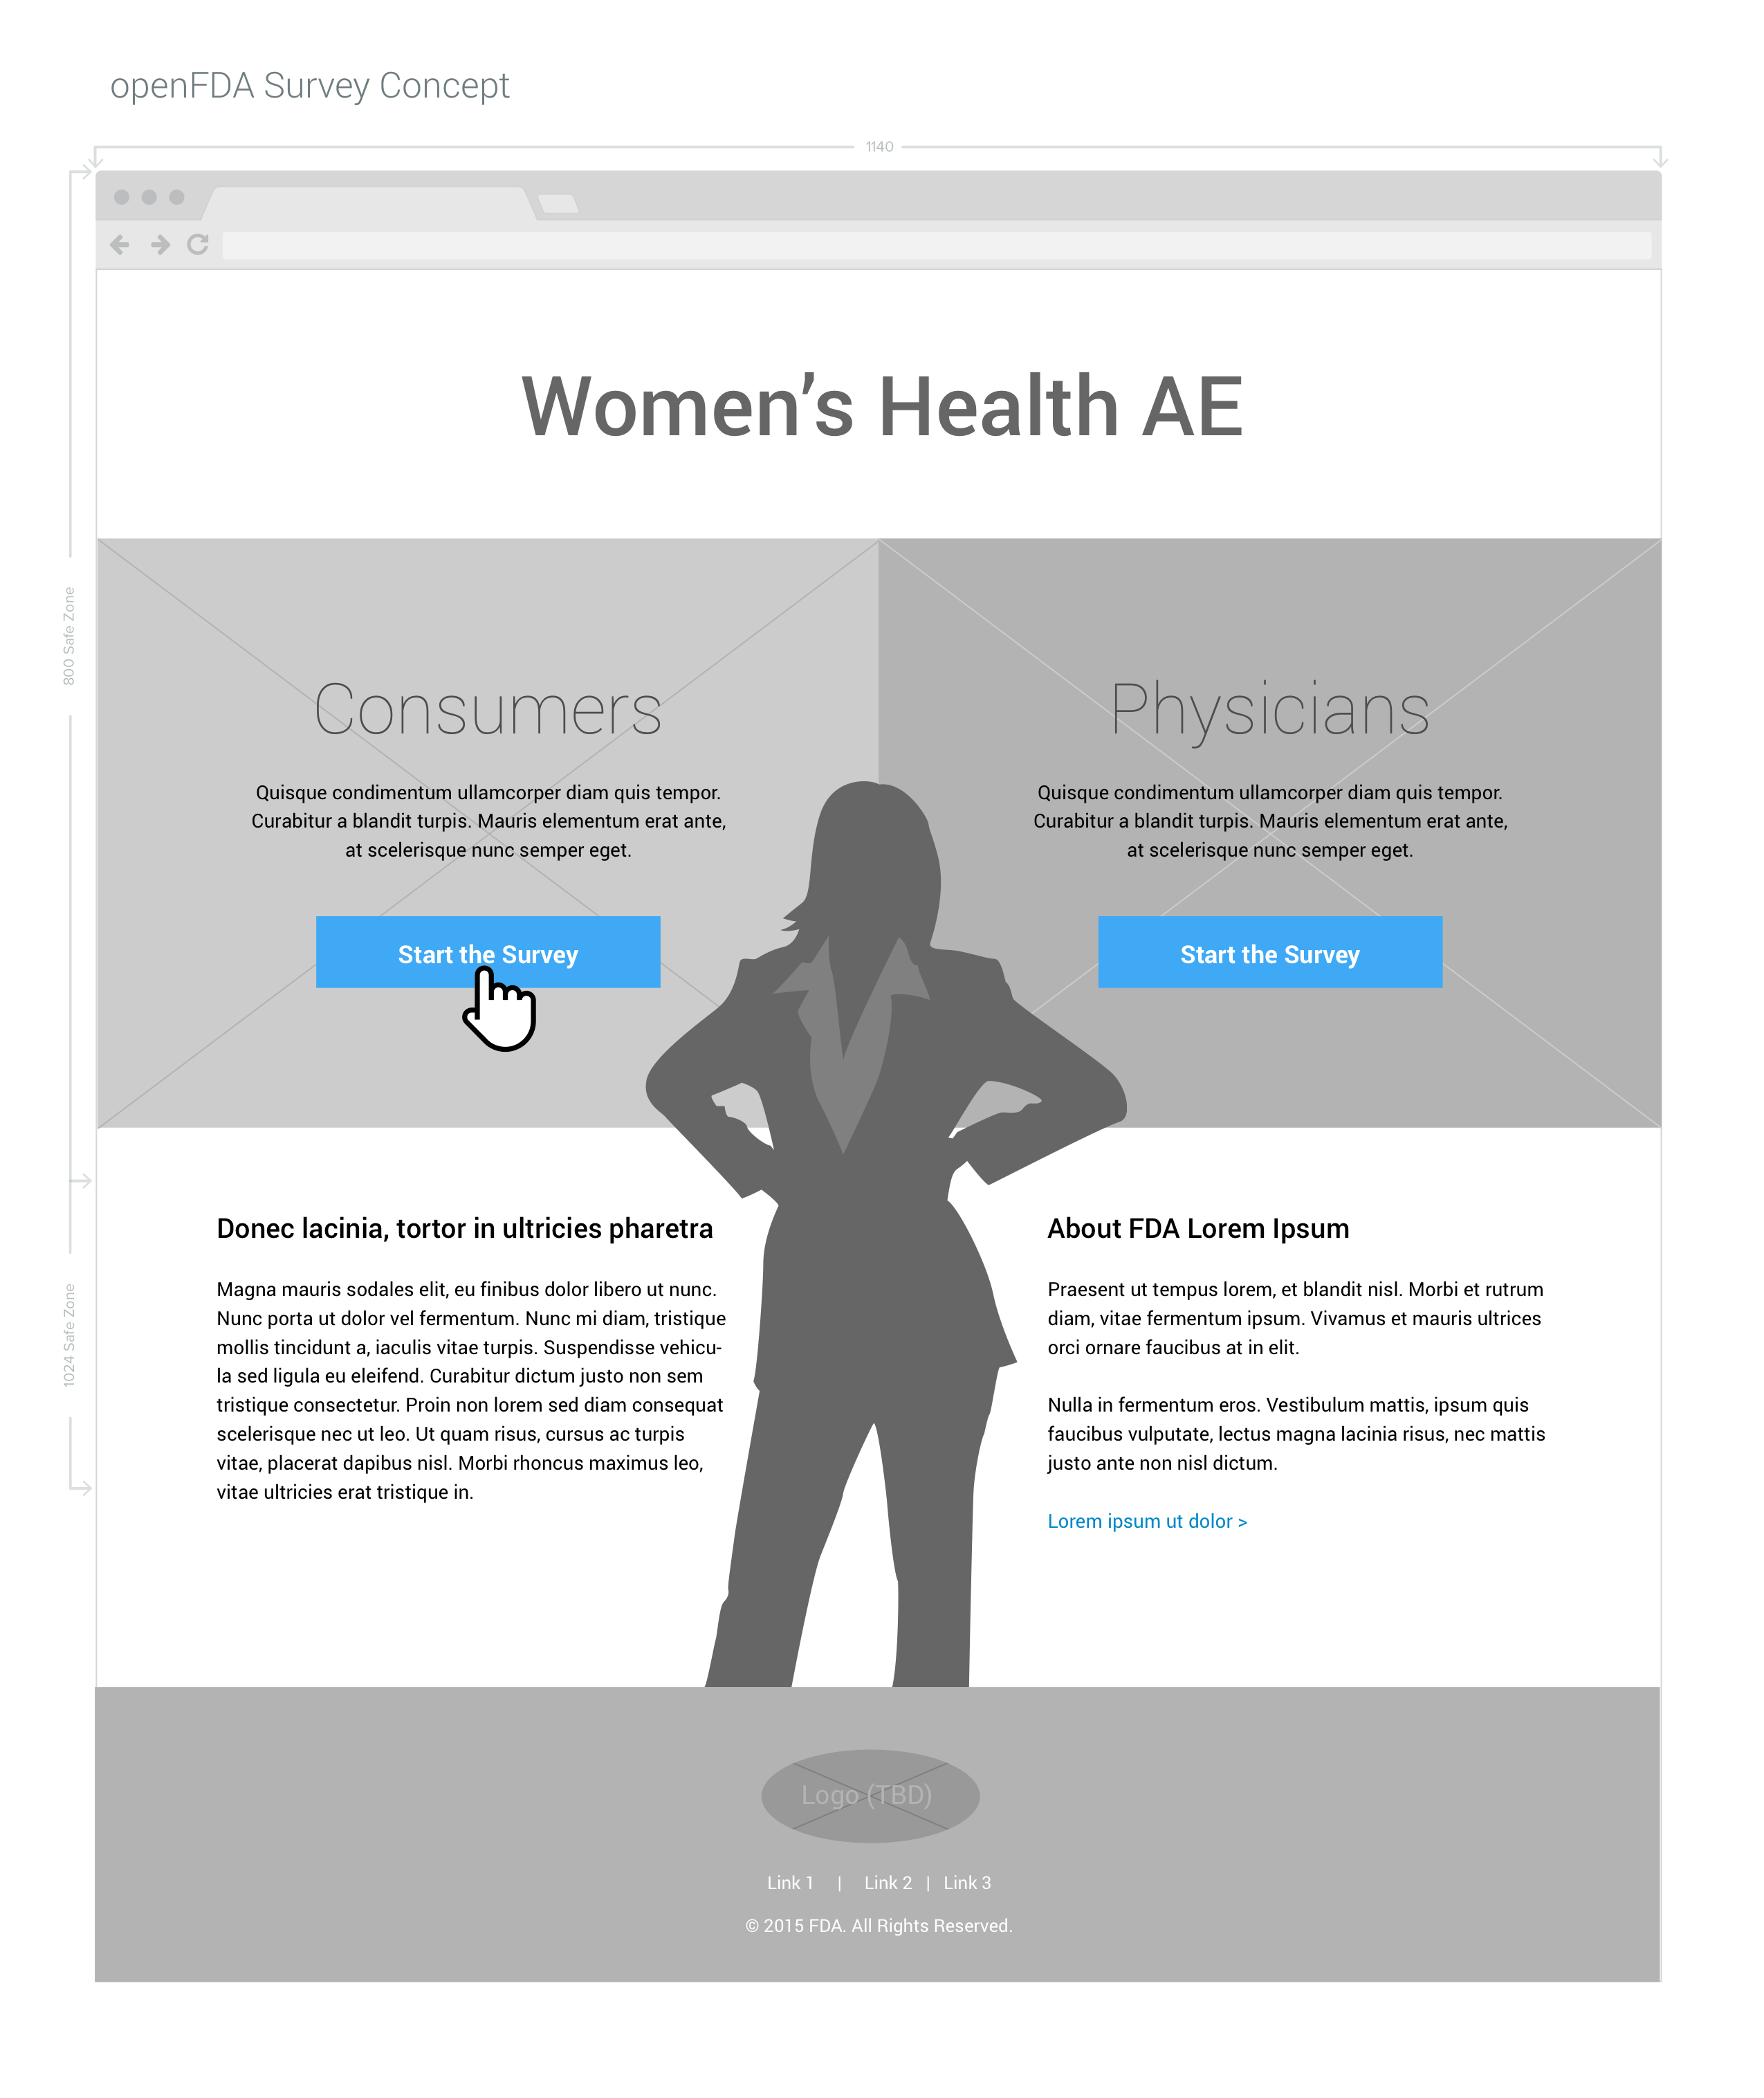 openFDA Survey Concept
1140
800 Safe Zone
1024 Safe Zone
Women’s Health AE
Consumers
Quisque condimentum ullamcorper diam quis tempor.
Curabitur a blandit turpis. Mauris elementum erat ante,
at scelerisque nunc semper eget.
Start the Survey
Physicians
Quisque condimentum ullamcorper diam quis tempor.
Curabitur a blandit turpis. Mauris elementum erat ante,
at scelerisque nunc semper eget.
Start the Survey
Donec lacinia, tortor in ultricies pharetra
Magna mauris sodales elit, eu finibus dolor libero ut nunc.
Nunc porta ut dolor vel fermentum. Nunc mi diam, tristique
mollis tincidunt a, iaculis vitae turpis. Suspendisse vehicu-
la sed ligula eu eleifend. Curabitur dictum justo non sem
tristique consectetur. Proin non lorem sed diam consequat
scelerisque nec ut leo. Ut quam risus, cursus ac turpis
vitae, placerat dapibus nisl. Morbi rhoncus maximus leo,
vitae ultricies erat tristique in.
About FDA Lorem Ipsum
Praesent ut tempus lorem, et blandit nisl. Morbi et rutrum
diam, vitae fermentum ipsum. Vivamus et mauris ultrices
orci ornare faucibus at in elit.
Nulla in fermentum eros. Vestibulum mattis, ipsum quis
faucibus vulputate, lectus magna lacinia risus, nec mattis
justo ante non nisl dictum.
Lorem ipsum ut dolor >
Logo (TBD)
Link 1 | Link 2 | Link 3
© 2015 FDA. All Rights Reserved.